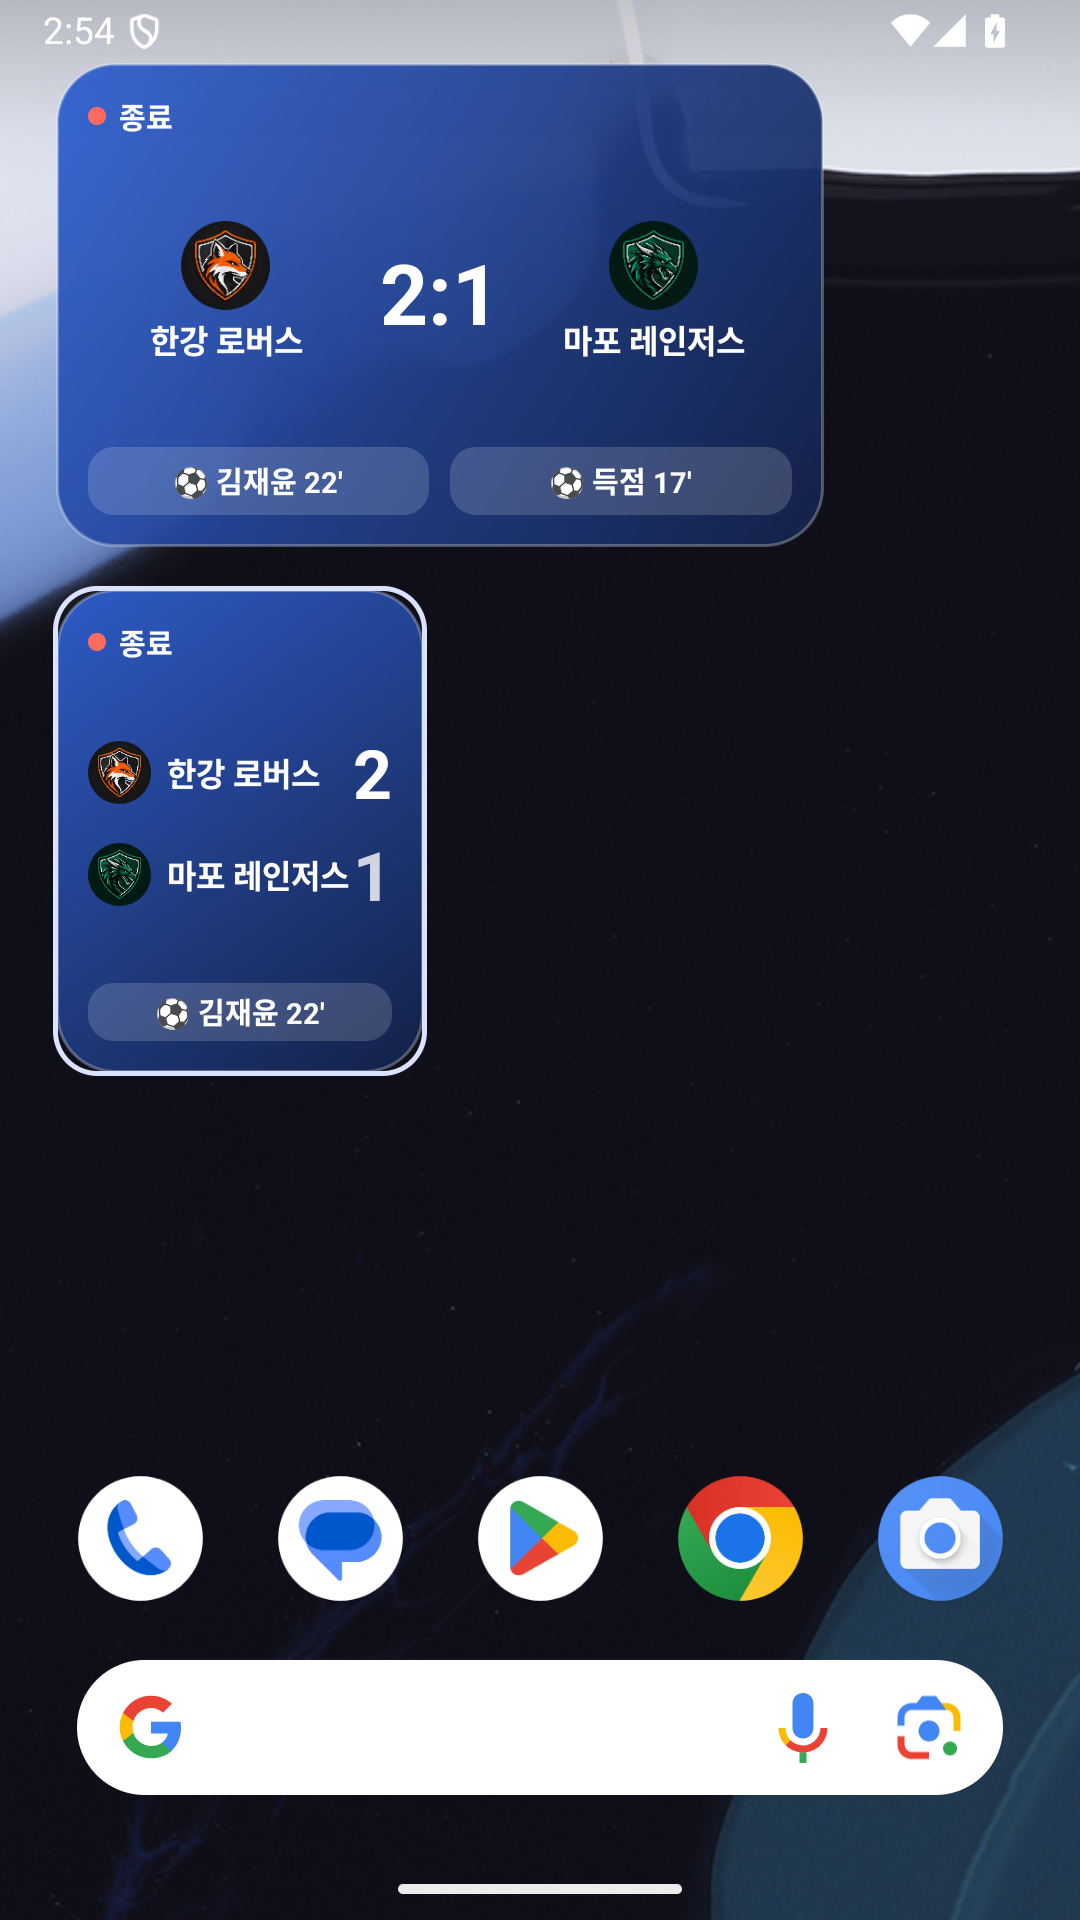 2:54
종료
2:1
한강 로버스
마포 레인저스
⚽ 김재윤 22'
⚽ 득점 17'
종료
한강 로버스 2
마포 레인저스 1
⚽ 김재윤 22'